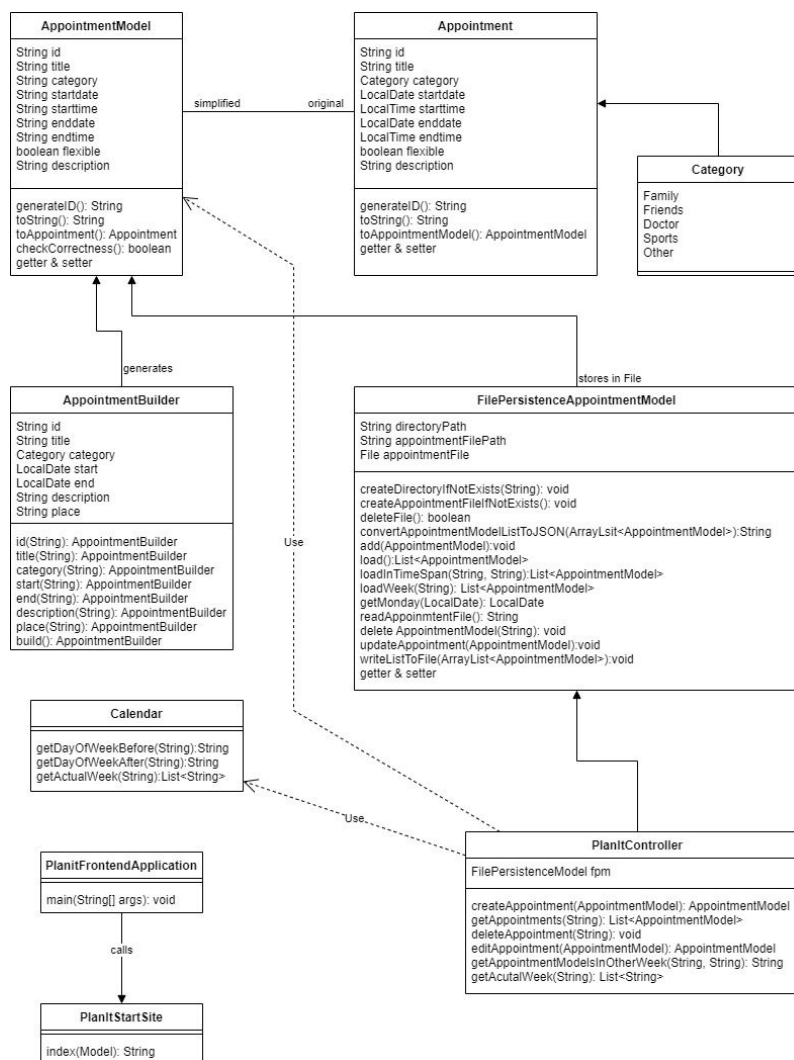 AppointmentModel
String id
String title
String category
String startdate
String starttime
String enddate
String endtime
boolean flexible
String description
generateID(): String
toString(): String
toAppointment(): Appointment
checkCorrectness(): boolean
getter & setter
simplified
original
Appointment
String id
String title
Category category
LocalDate startdate
LocalTime starttime
LocalDate enddate
LocalTime endtime
boolean flexible
String description
generateID(): String
toString(): String
toAppointmentModel(): AppointmentModel
getter & setter
Category
Family
Friends
Doctor
Sports
Other
generates
stores in File
AppointmentBuilder
String id
String title
Category category
LocalDate start
LocalDate end
String description
String place
id(String): AppointmentBuilder
title(String): AppointmentBuilder
category(String): AppointmentBuilder
start(String): AppointmentBuilder
end(String): AppointmentBuilder
description(String): AppointmentBuilder
place(String): AppointmentBuilder
build(): AppointmentBuilder
Use
FilePersistenceAppointmentModel
String directoryPath
String appointmentFilePath
File appointmentFile
createDirectoryIfNotExists(String): void
createAppointmentFileIfNotExists(): void
deleteFile(): boolean
convertAppointmentModelListToJSON(ArrayLsit<AppointmentModel>):String
add(AppointmentModel):void
load():List<AppointmentModel>
loadInTimeSpan(String, String):List<AppointmentModel>
loadWeek(String): List<AppointmentModel>
getMonday(LocalDate): LocalDate
readAppoinmtentFile(): String
delete AppointmentModel(String): void
updateAppointment(AppointmentModel):void
writeListToFile(ArrayList<AppointmentModel>):void
getter & setter
Calendar
getDayOfWeekBefore(String):String
getDayOfWeekAfter(String):String
getActualWeek(String):List<String>
Use
PlanItController
FilePersistenceModel fpm
createAppointment(AppointmentModel): AppointmentModel
getAppointments(String): List<AppointmentModel>
deleteAppointment(String): void
editAppointment(AppointmentModel): AppointmentModel
getAppointmentModelsInOtherWeek(String, String): String
getAcutalWeek(String): List<String>
PlanitFrontendApplication
main(String[] args): void
calls
PlanItStartSite
index(Model): String